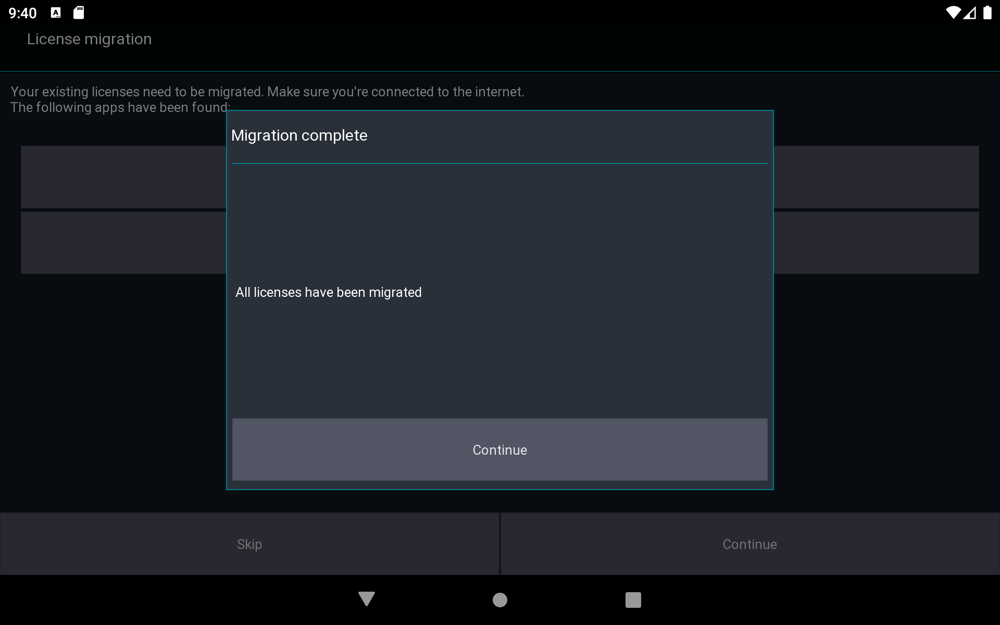 9:40
License migration
Your existing licenses need to be migrated. Make sure you're connected to the internet.
The following apps have been found:
Migration complete
All licenses have been migrated
Continue
Skip
Continue